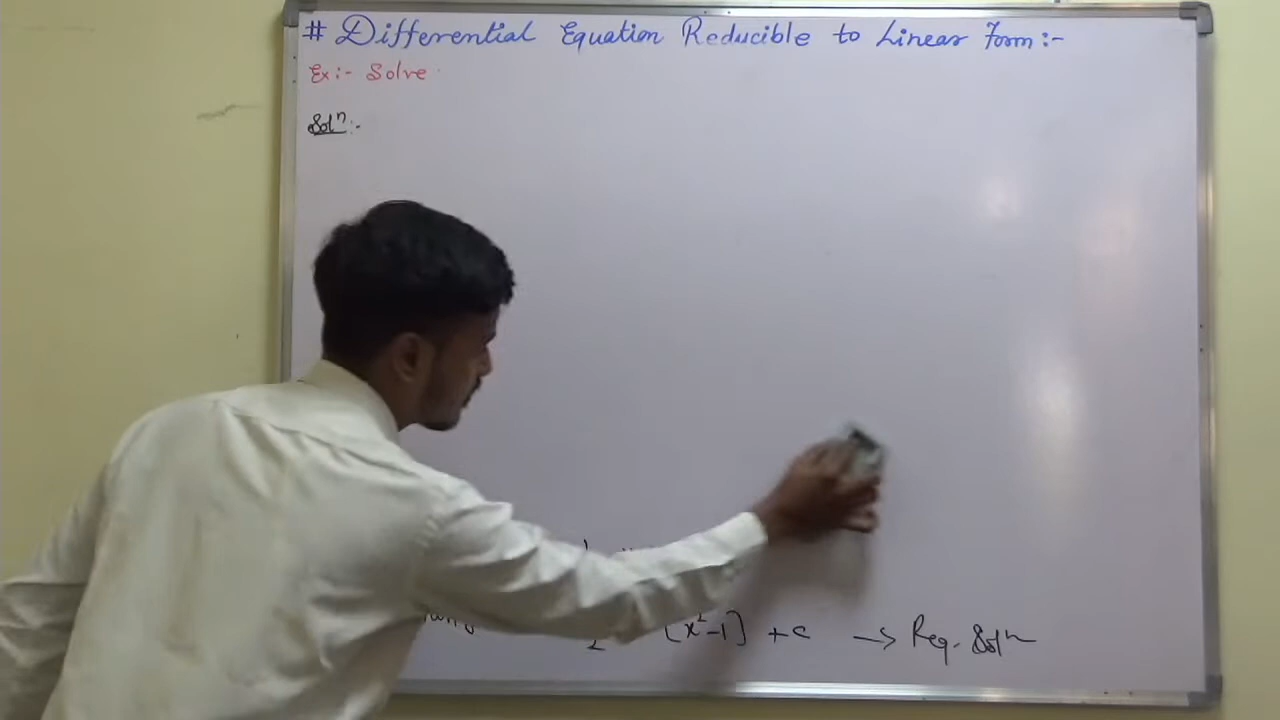 # Differential Equation Reducible to Linear Form :-
Ex :- Solve
Solⁿ :-
[x²-1] + c → Req. Solⁿ